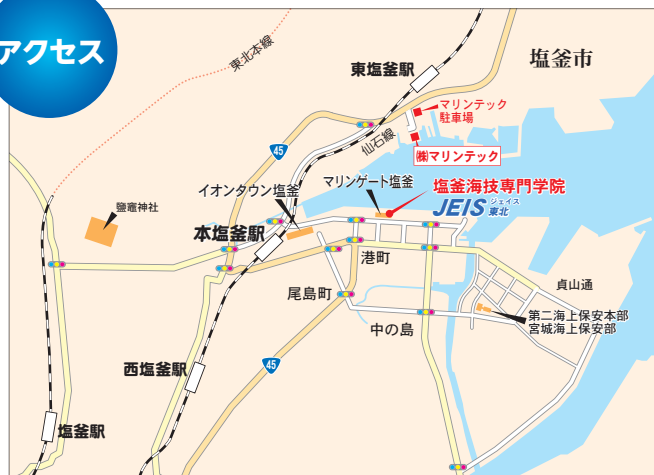 アクセス
東北本線
東塩釜駅
塩釜市
マリンテック
駐車場
仙石線
㈱マリンテック
45
イオンタウン塩釜
マリンゲート塩釜
塩釜海技専門学院
JEIS ジェイス 東北
鹽竈神社
本塩釜駅
港町
尾島町
貞山通
中の島
第二海上保安本部
宮城海上保安部
西塩釜駅
45
塩釜駅